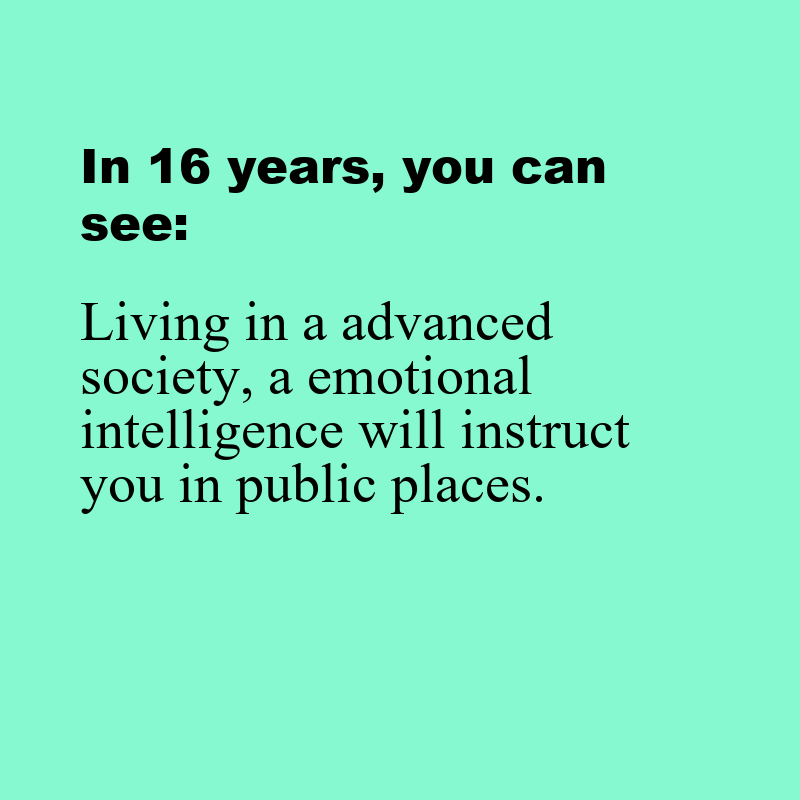 In 16 years, you can
see:
Living in a advanced
society, a emotional
intelligence will instruct
you in public places.